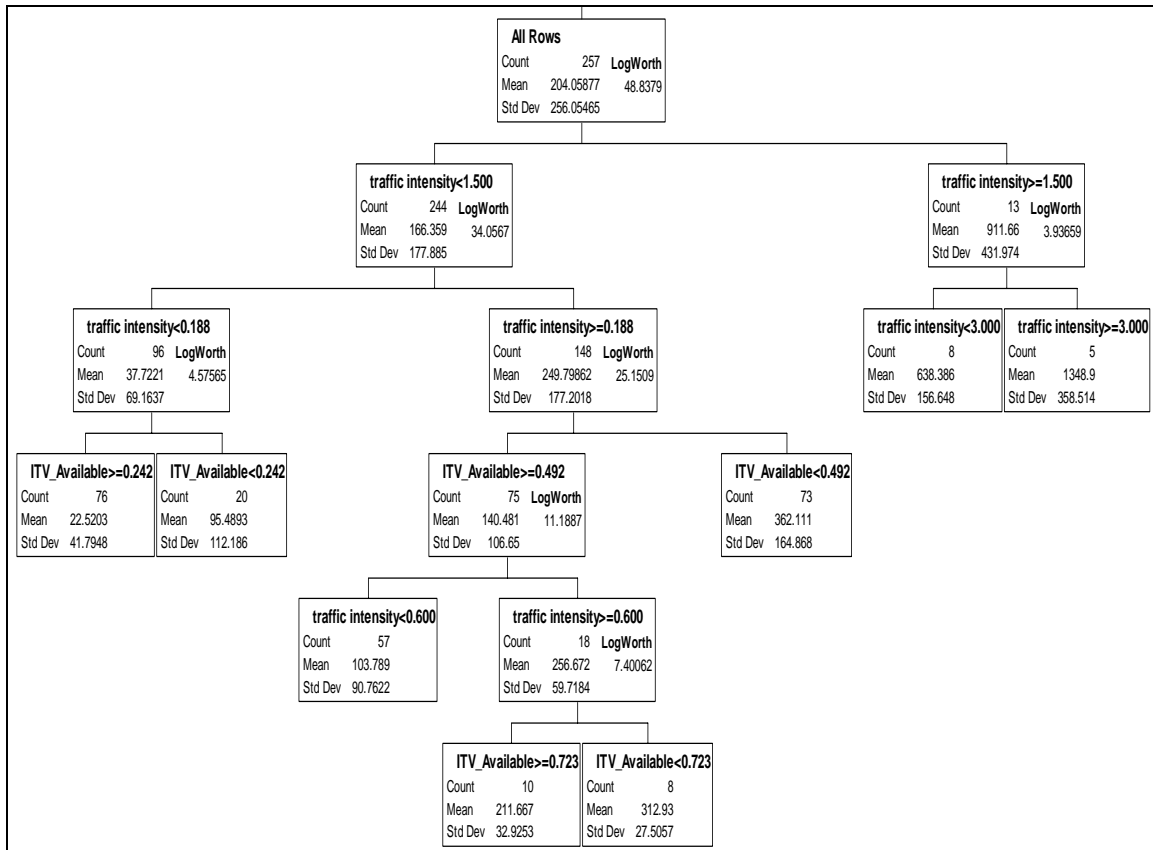 All Rows
Count 257 LogWorth
Mean 204.05877 48.8379
Std Dev 256.05465
traffic intensity<1.500
Count 244 LogWorth
Mean 166.359 34.0567
Std Dev 177.885
traffic intensity>=1.500
Count 13 LogWorth
Mean 911.66 3.93659
Std Dev 431.974
traffic intensity<0.188
Count 96 LogWorth
Mean 37.7221 4.57565
Std Dev 69.1637
traffic intensity>=0.188
Count 148 LogWorth
Mean 249.79862 25.1509
Std Dev 177.2018
traffic intensity<3.000
Count 8
Mean 638.386
Std Dev 156.648
traffic intensity>=3.000
Count 5
Mean 1348.9
Std Dev 358.514
ITV_Available>=0.242
Count 76
Mean 22.5203
Std Dev 41.7948
ITV_Available<0.242
Count 20
Mean 95.4893
Std Dev 112.186
ITV_Available>=0.492
Count 75 LogWorth
Mean 140.481 11.1887
Std Dev 106.65
ITV_Available<0.492
Count 73
Mean 362.111
Std Dev 164.868
traffic intensity<0.600
Count 57
Mean 103.789
Std Dev 90.7622
traffic intensity>=0.600
Count 18 LogWorth
Mean 256.672 7.40062
Std Dev 59.7184
ITV_Available>=0.723
Count 10
Mean 211.667
Std Dev 32.9253
ITV_Available<0.723
Count 8
Mean 312.93
Std Dev 27.5057